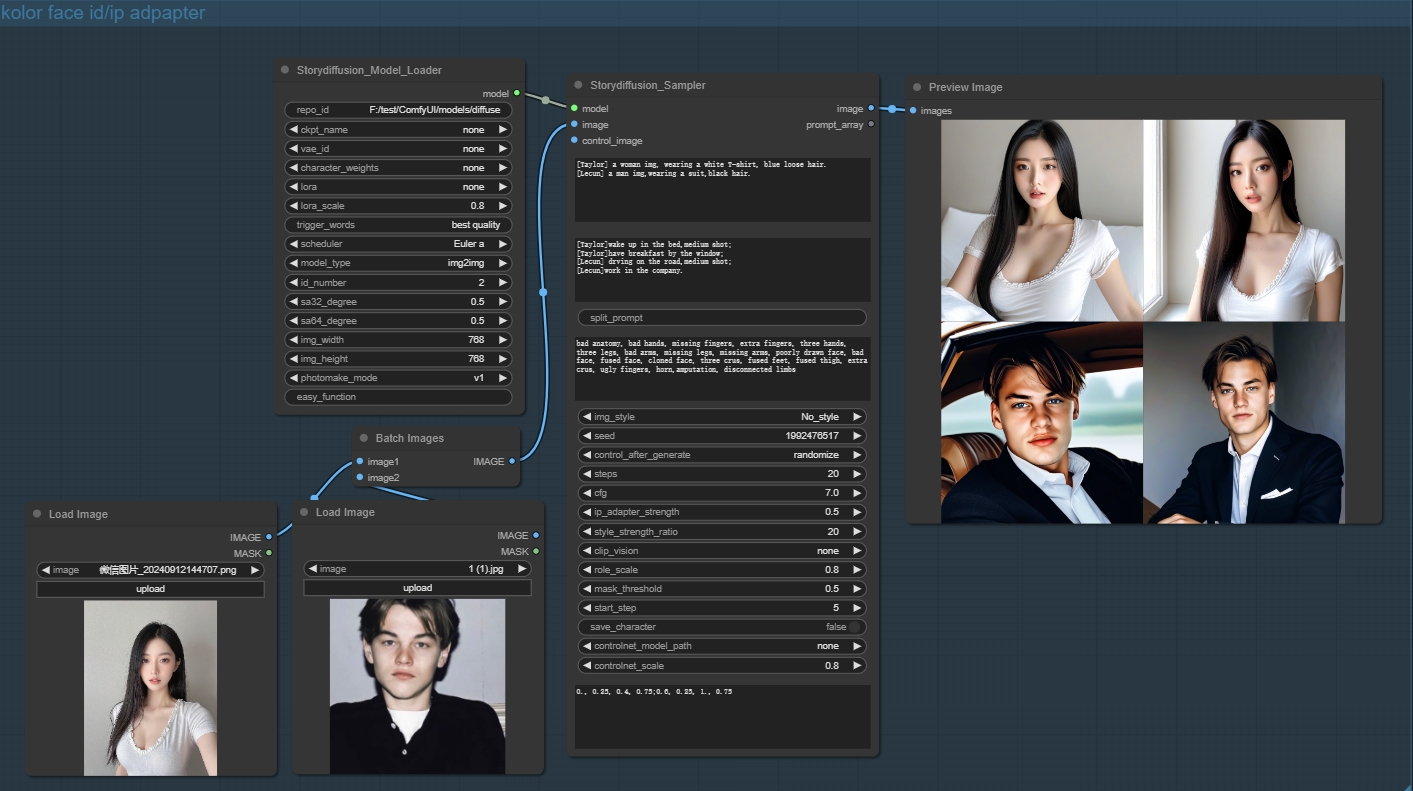 kolor face id/ip adpapter
Storydiffusion_Model_Loader
model
repo_id F:/test/ComfyUI/models/diffuse
ckpt_name none
vae_id none
character_weights none
lora none
lora_scale 0.8
trigger_words best quality
scheduler Euler a
model_type img2img
id_number 2
sa32_degree 0.5
sa64_degree 0.5
img_width 768
img_height 768
photomake_mode v1
easy_function
Batch Images
image1 IMAGE
image2
Load Image
IMAGE
MASK
image 微信图片_20240912144707.png
upload
Load Image
IMAGE
MASK
image 1 (1).jpg
upload
Storydiffusion_Sampler
model image
image prompt_array
control_image
[Taylor] a woman img, wearing a white T-shirt, blue loose hair.
[Lecun] a man img,wearing a suit,black hair.
[Taylor]wake up in the bed,medium shot;
[Taylor]have breakfast by the window;
[Lecun] drving on the road,medium shot;
[Lecun]work in the company.
split_prompt
bad anatomy, bad hands, missing fingers, extra fingers, three hands,
three legs, bad arms, missing legs, missing arms, poorly drawn face, bad
face, fused face, cloned face, three crus, fused feet, fused thigh, extra
crus, ugly fingers, horn,amputation, disconnected limbs
img_style No_style
seed 1992476517
control_after_generate randomize
steps 20
cfg 7.0
ip_adapter_strength 0.5
style_strength_ratio 20
clip_vision none
role_scale 0.8
mask_threshold 0.5
start_step 5
save_character false
controlnet_model_path none
controlnet_scale 0.8
0., 0.25, 0.4, 0.75;0.6, 0.25, 1., 0.75
Preview Image
images